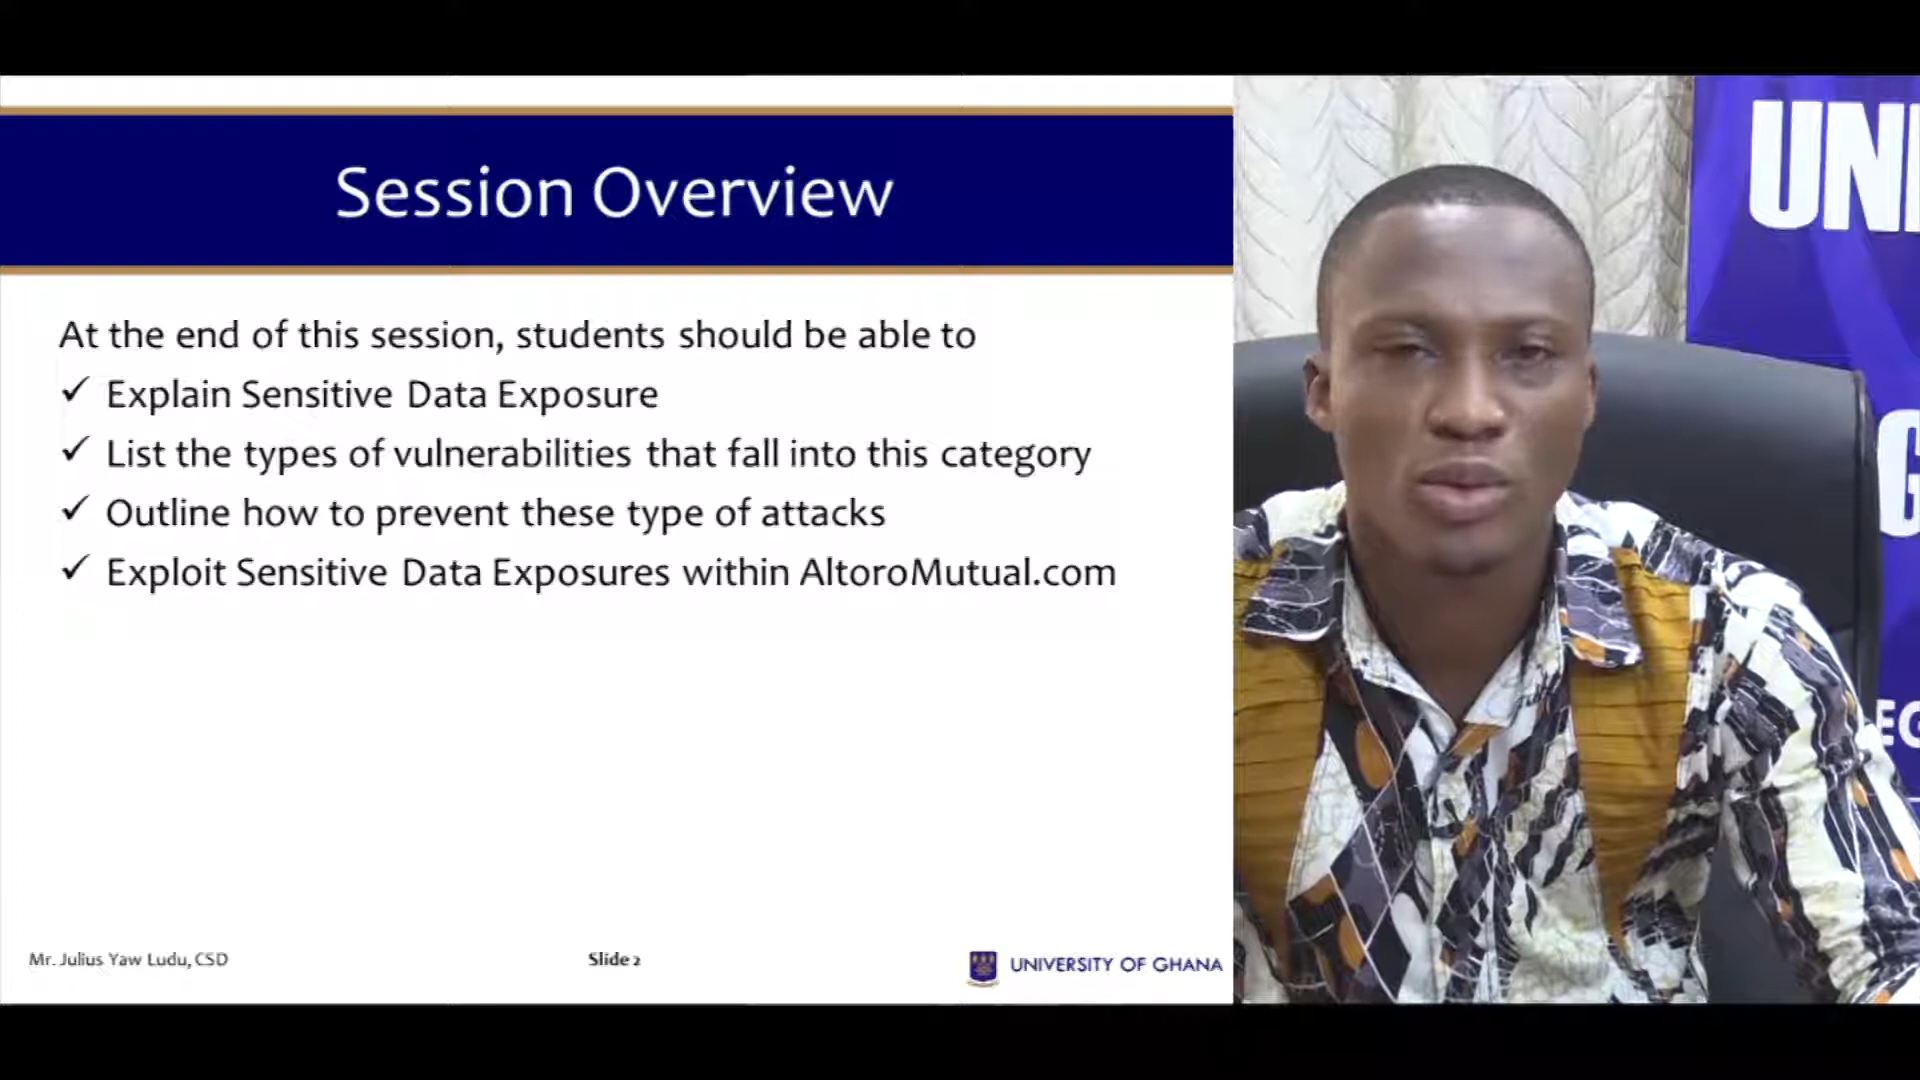 Session Overview
At the end of this session, students should be able to
✓ Explain Sensitive Data Exposure
✓ List the types of vulnerabilities that fall into this category
✓ Outline how to prevent these type of attacks
✓ Exploit Sensitive Data Exposures within AltoroMutual.com
Mr. Julius Yaw Ludu, CSD
Slide 2
UNIVERSITY OF GHANA
UNI
G
EG